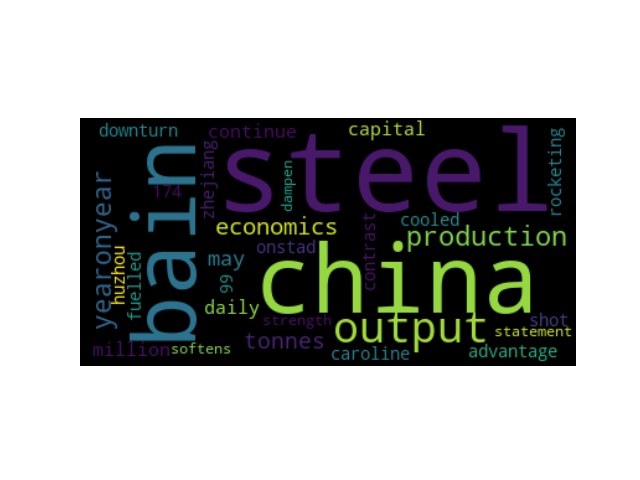 downturn
continue
capital
steel
rocketing
bain
zhejiang
174
dampen
yearonyear
huzhou
fuelled
economics
contrast
cooled
production
onstad
may
99
china
daily
output
strength
shot
statement
tonnes
million
softens
caroline
advantage